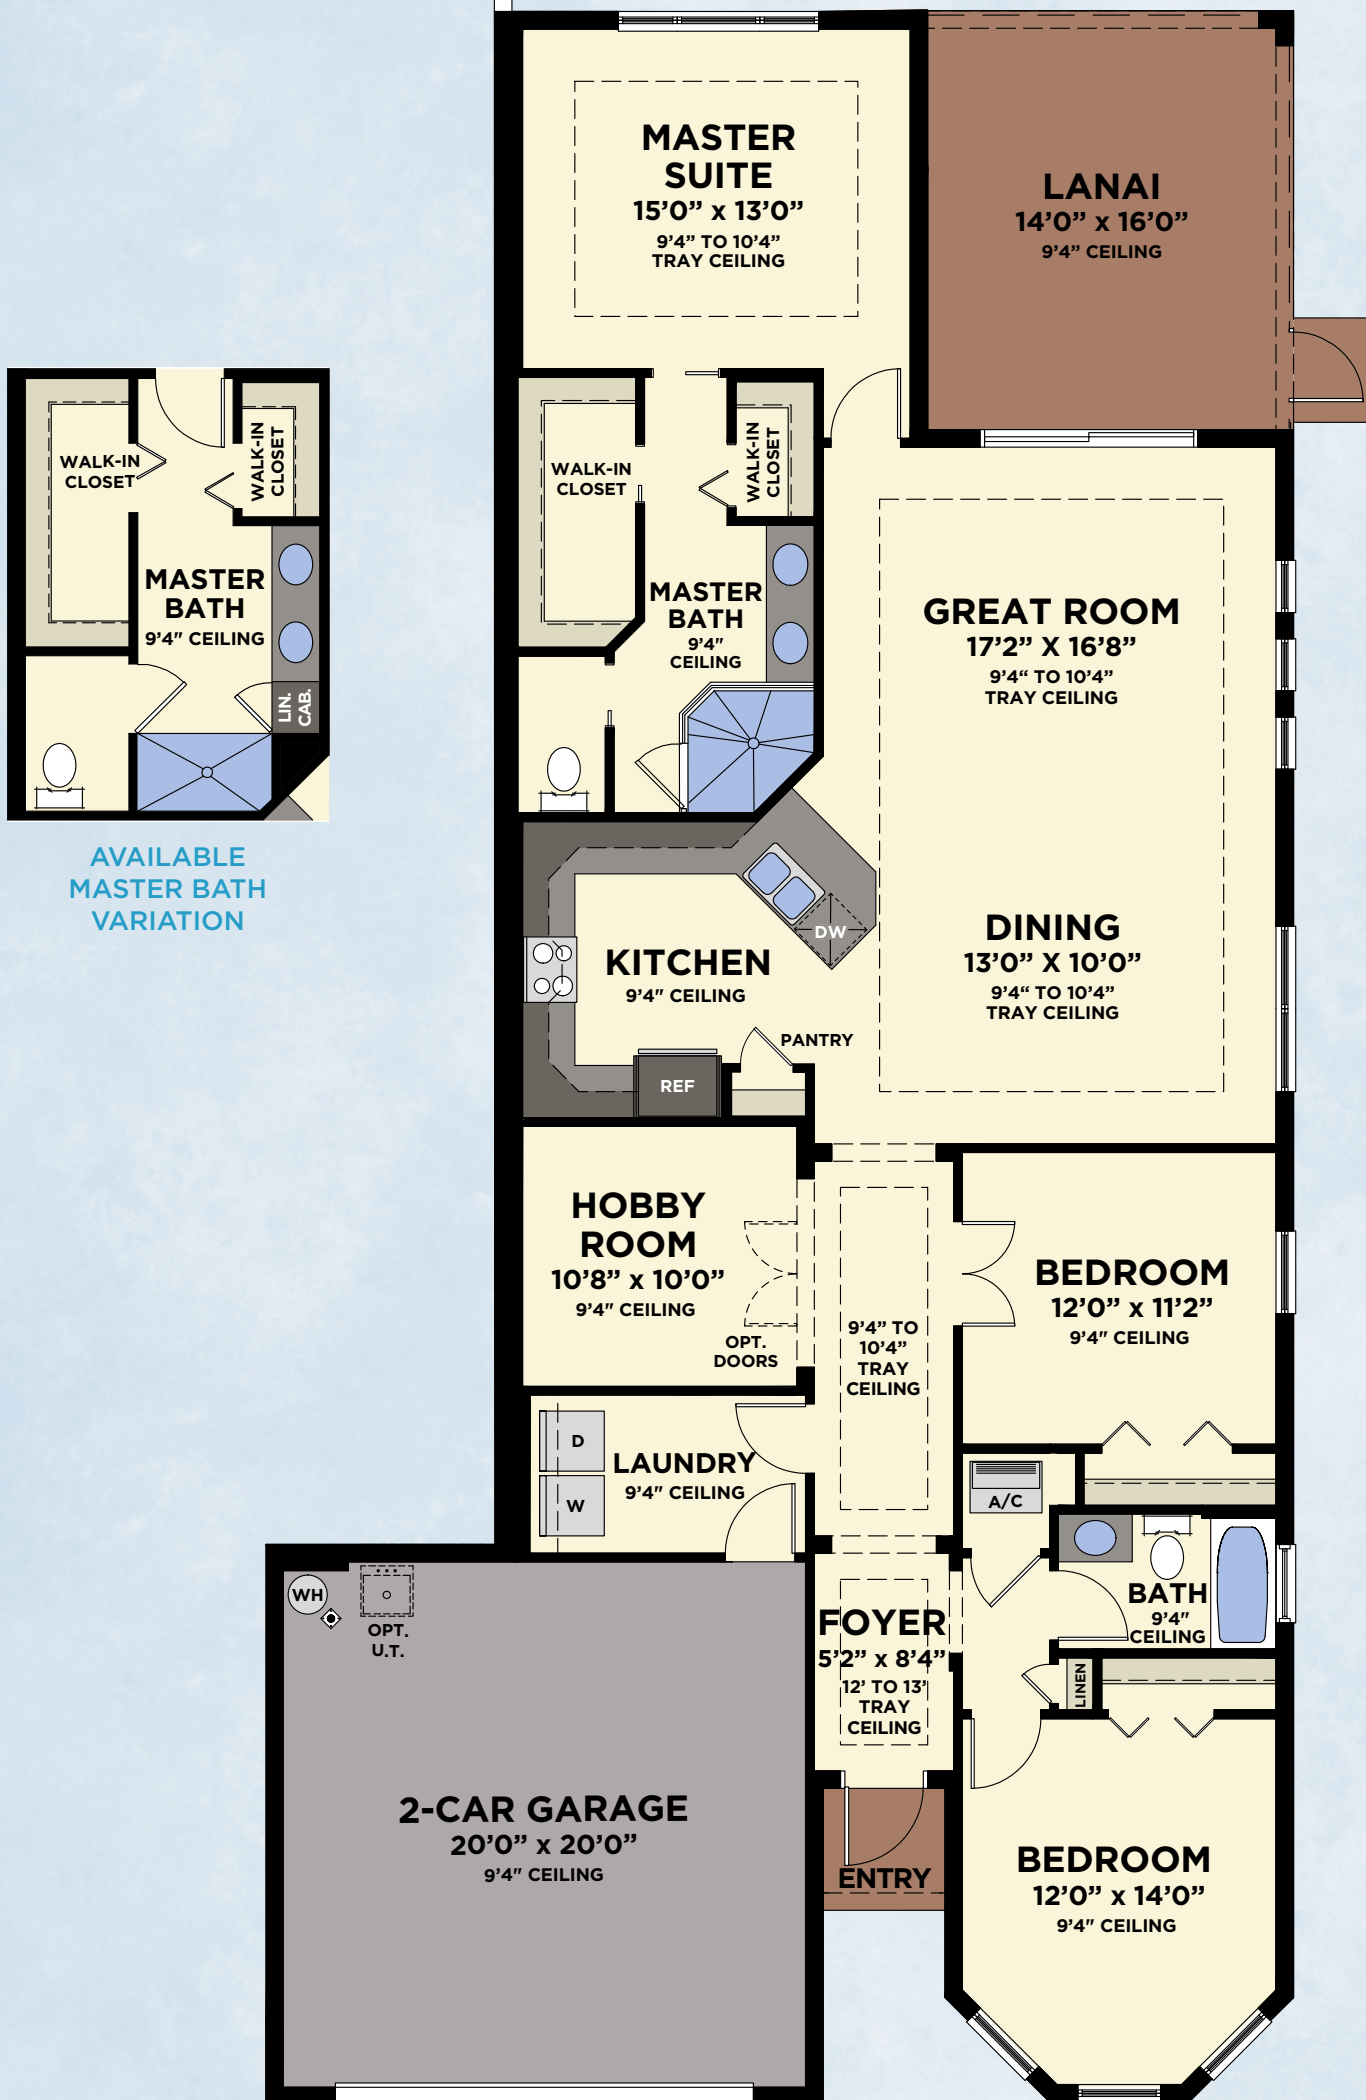 MASTER
SUITE
15’0” x 13’0”
9’4” TO 10’4”
TRAY CEILING
LANAI
14’0” x 16’0”
9’4” CEILING
WALK-IN
CLOSET
WALK-IN
CLOSET
MASTER
BATH
9'4" CEILING
LIN.
CAB.
AVAILABLE
MASTER BATH
VARIATION
WALK-IN
CLOSET
WALK-IN
CLOSET
MASTER
BATH
9'4"
CEILING
GREAT ROOM
17’2” X 16’8”
9’4“ TO 10’4”
TRAY CEILING
DINING
13’0” X 10’0”
9’4“ TO 10’4”
TRAY CEILING
KITCHEN
9'4" CEILING
DW
PANTRY
REF
HOBBY
ROOM
10’8” x 10’0”
9'4" CEILING
OPT.
DOORS
9’4” TO
10’4”
TRAY
CEILING
BEDROOM
12’0” x 11’2”
9'4" CEILING
D
W
LAUNDRY
9'4" CEILING
A/C
BATH
9'4"
CEILING
LINEN
FOYER
5’2” x 8’4”
12’ TO 13’
TRAY
CEILING
WH
OPT.
U.T.
2-CAR GARAGE
20’0” x 20’0”
9'4" CEILING
ENTRY
BEDROOM
12’0” x 14’0”
9'4" CEILING